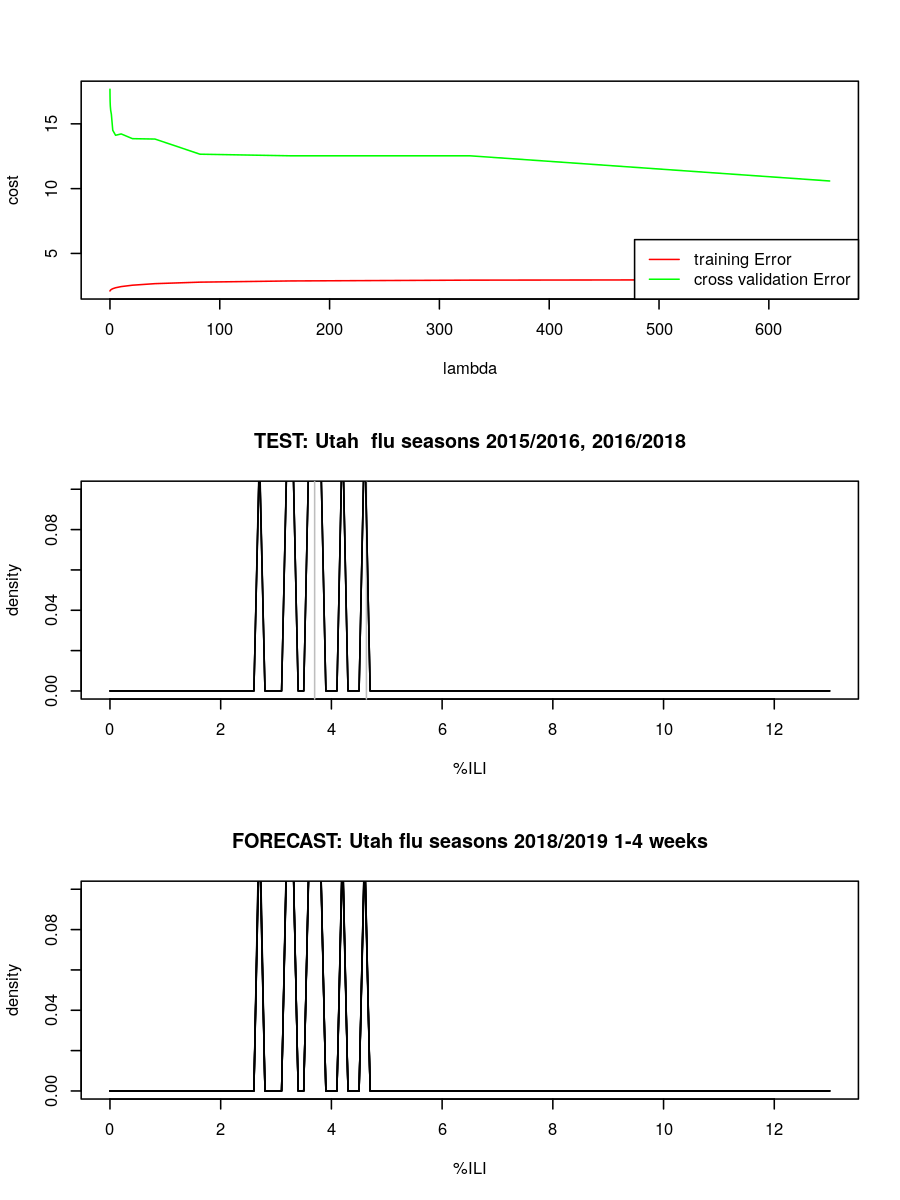 cost
15
10
5
training Error
cross validation Error
0 100 200 300 400 500 600
lambda
TEST: Utah  flu seasons 2015/2016, 2016/2018
density
0.08
0.04
0.00
0 2 4 6 8 10 12
%ILI
FORECAST: Utah flu seasons 2018/2019 1-4 weeks
density
0.08
0.04
0.00
0 2 4 6 8 10 12
%ILI